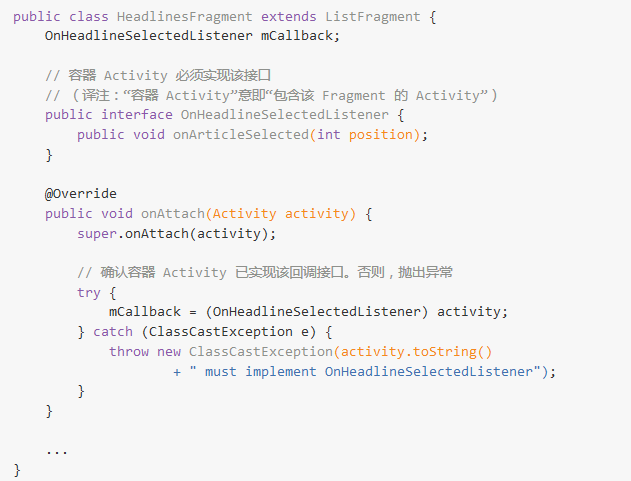 public class HeadlinesFragment extends ListFragment {
    OnHeadlineSelectedListener mCallback;

    // 容器 Activity 必须实现该接口
    // （译注：“容器 Activity”意即“包含该 Fragment 的 Activity”）
    public interface OnHeadlineSelectedListener {
        public void onArticleSelected(int position);
    }

    @Override
    public void onAttach(Activity activity) {
        super.onAttach(activity);

        // 确认容器 Activity 已实现该回调接口。否则，抛出异常
        try {
            mCallback = (OnHeadlineSelectedListener) activity;
        } catch (ClassCastException e) {
            throw new ClassCastException(activity.toString()
                    + " must implement OnHeadlineSelectedListener");
        }
    }

    ...
}